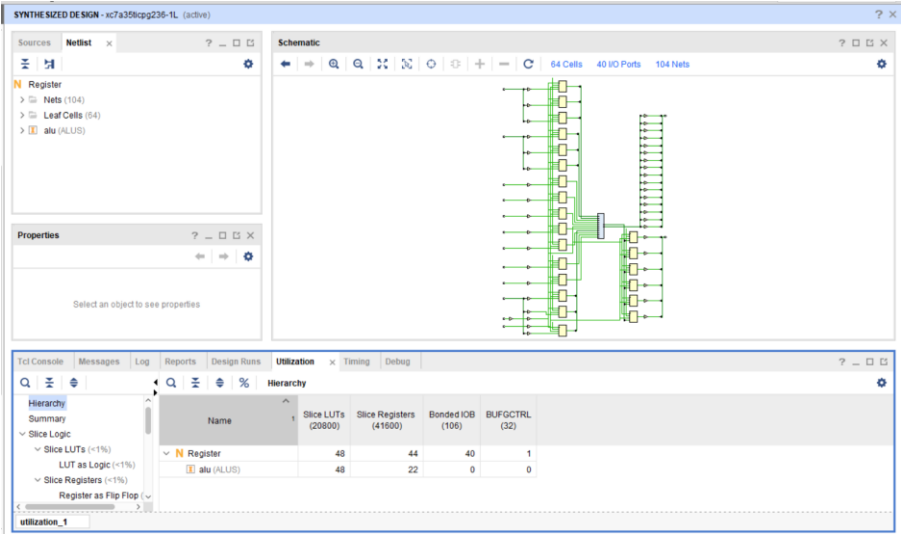 SYNTHESIZED DESIGN - xc7a35ticpg236-1L (active)
Sources Netlist
Schematic
64 Cells 40 I/O Ports 104 Nets
N Register
Nets (104)
Leaf Cells (64)
alu (ALUS)
Properties
Select an object to see properties
Tcl Console Messages Log Reports Design Runs Utilization Timing Debug
Hierarchy
Hierarchy
Summary
Slice Logic
Slice LUTs (<1%)
LUT as Logic (<1%)
Slice Registers (<1%)
Register as Flip Flop (
Name 1 Slice LUTs (20800) Slice Registers (41600) Bonded IOB (106) BUFGCTRL (32)
N Register 48 44 40 1
alu (ALUS) 48 22 0 0
utilization_1